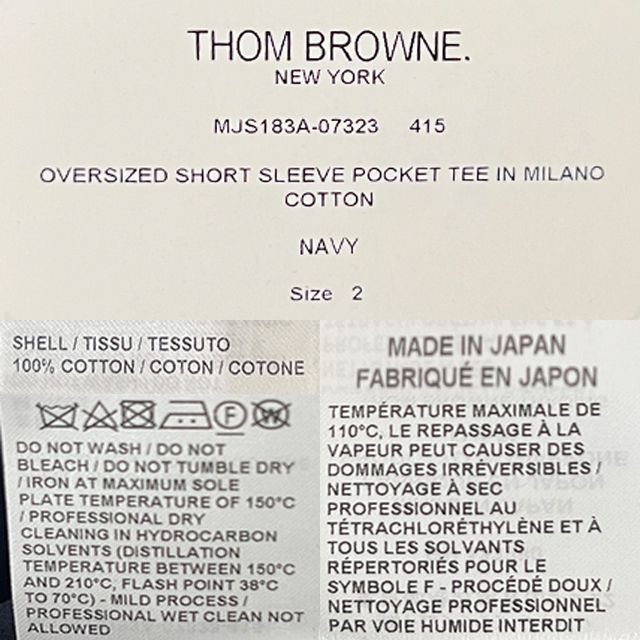 THOM BROWNE.
NEW YORK
MJS183A-07323 415
OVERSIZED SHORT SLEEVE POCKET TEE IN MILANO
COTTON
NAVY
Size 2
SHELL / TISSU / TESSUTO
100% COTTON / COTON / COTONE
F
W
DO NOT WASH / DO NOT
BLEACH / DO NOT TUMBLE DRY
/ IRON AT MAXIMUM SOLE
PLATE TEMPERATURE OF 150°C
/ PROFESSIONAL DRY
CLEANING IN HYDROCARBON
SOLVENTS (DISTILLATION
TEMPERATURE BETWEEN 150°C
AND 210°C, FLASH POINT 38°C
TO 70°C) - MILD PROCESS /
PROFESSIONAL WET CLEAN NOT
ALLOWED
MADE IN JAPAN
FABRIQUÉ EN JAPON
TEMPÉRATURE MAXIMALE DE
110°C, LE REPASSAGE À LA
VAPEUR PEUT CAUSER DES
DOMMAGES IRRÉVERSIBLES /
NETTOYAGE À SEC
PROFESSIONNEL AU
TÉTRACHLORÉTHYLÈNE ET À
TOUS LES SOLVANTS
RÉPERTORIÉS POUR LE
SYMBOLE F - PROCÉDÉ DOUX /
NETTOYAGE PROFESSIONNEL
PAR VOIE HUMIDE INTERDIT